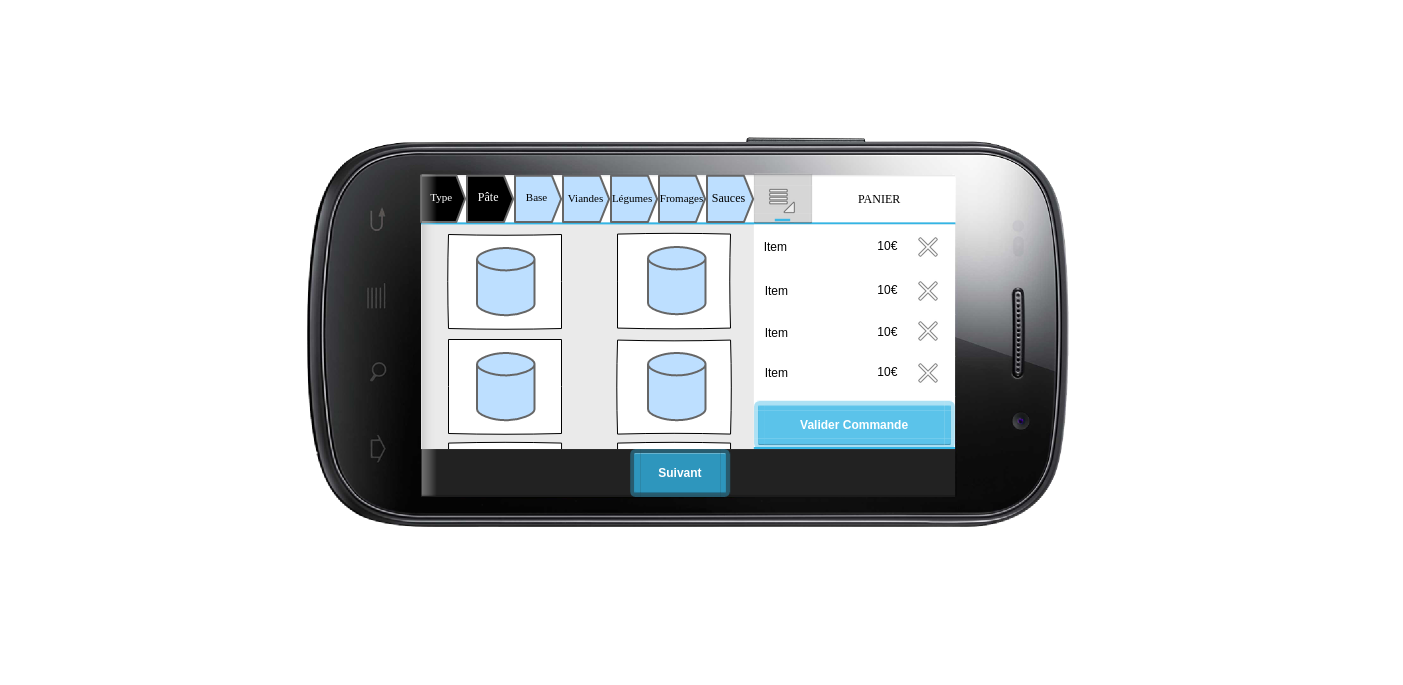 Type Pâte Base Viandes Légumes Fromages Sauces PANIER
Item 10€
Item 10€
Item 10€
Item 10€
Valider Commande
Suivant